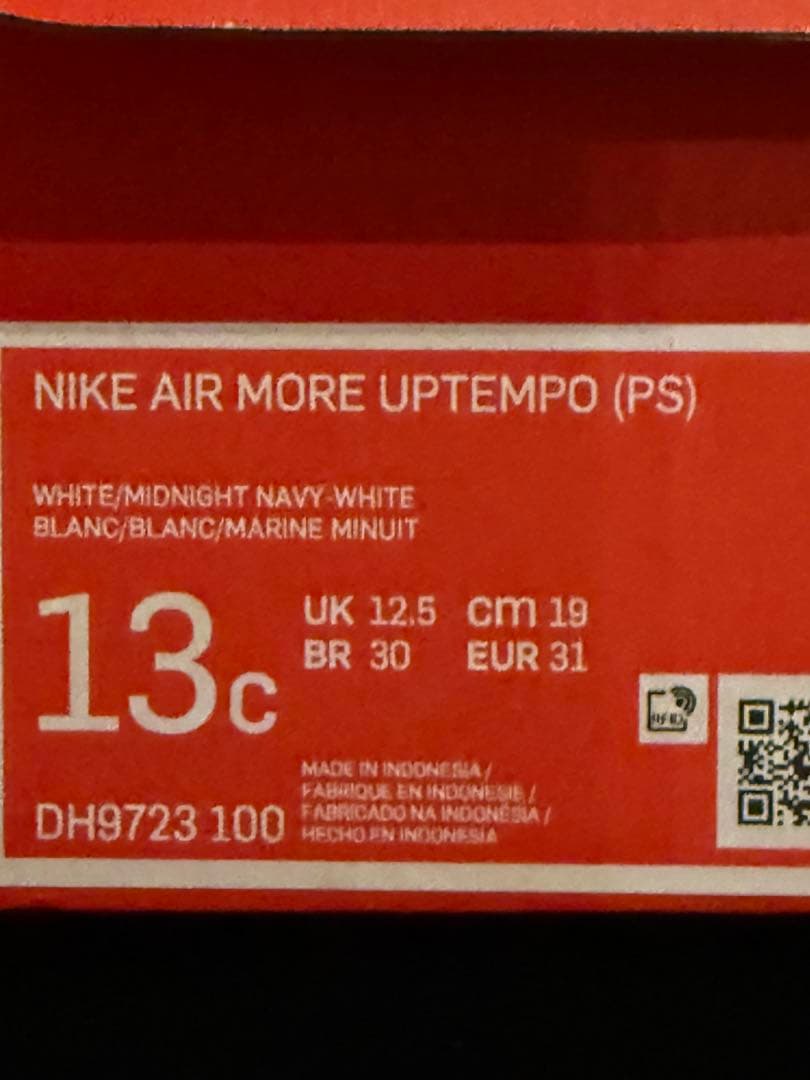 NIKE AIR MORE UPTEMPO (PS)
WHITE/MIDNIGHT NAVY-WHITE
BLANC/BLANC/MARINE MINUIT
13C
UK 12.5 cm 19
BR 30 EUR 31
RFID
MADE IN INDONESIA /
FABRIQUE EN INDONESIE /
FABRICADO NA INDONÉSIA /
HECHO EN INDONESIA
DH9723 100